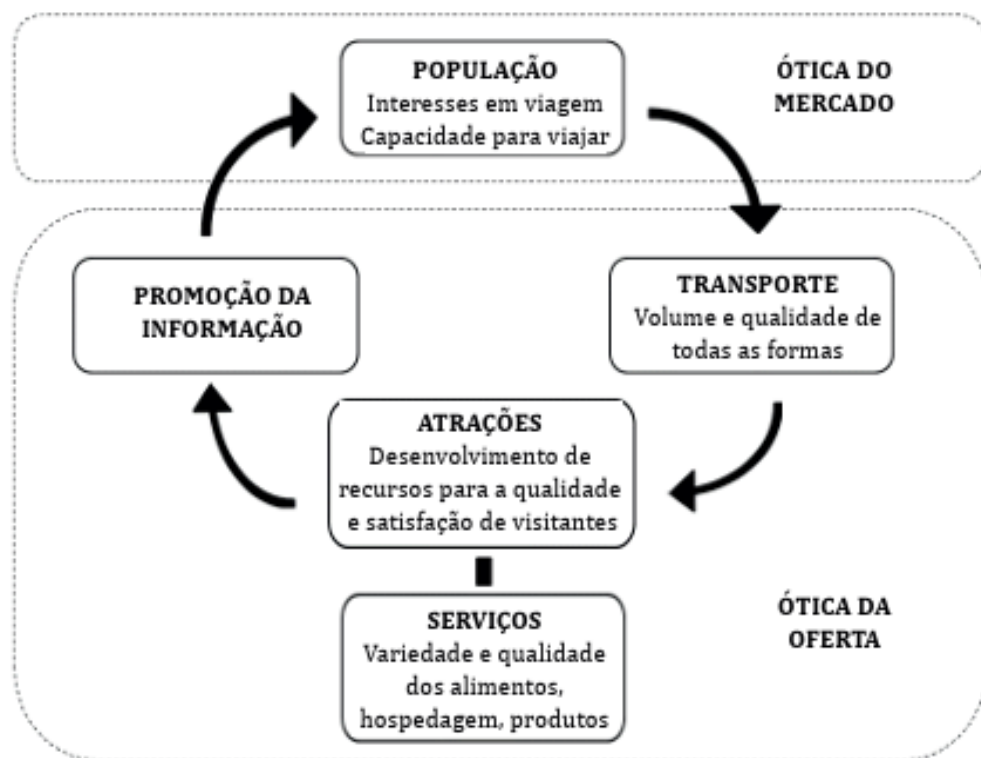 POPULAÇÃO
Interesses em viagem
Capacidade para viajar
ÓTICA DO
MERCADO
PROMOÇÃO DA
INFORMAÇÃO
TRANSPORTE
Volume e qualidade de
todas as formas
ATRAÇÕES
Desenvolvimento de
recursos para a qualidade
e satisfação de visitantes
SERVIÇOS
Variedade e qualidade
dos alimentos,
hospedagem, produtos
ÓTICA DA
OFERTA